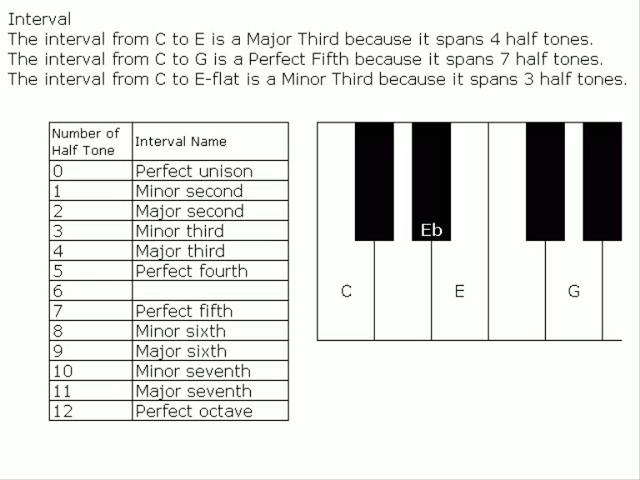 Interval
The interval from C to E is a Major Third because it spans 4 half tones.
The interval from C to G is a Perfect Fifth because it spans 7 half tones.
The interval from C to E-flat is a Minor Third because it spans 3 half tones.
Number of Half Tone Interval Name
0 Perfect unison
1 Minor second
2 Major second
3 Minor third
4 Major third
5 Perfect fourth
6
7 Perfect fifth
8 Minor sixth
9 Major sixth
10 Minor seventh
11 Major seventh
12 Perfect octave
Eb
C E G